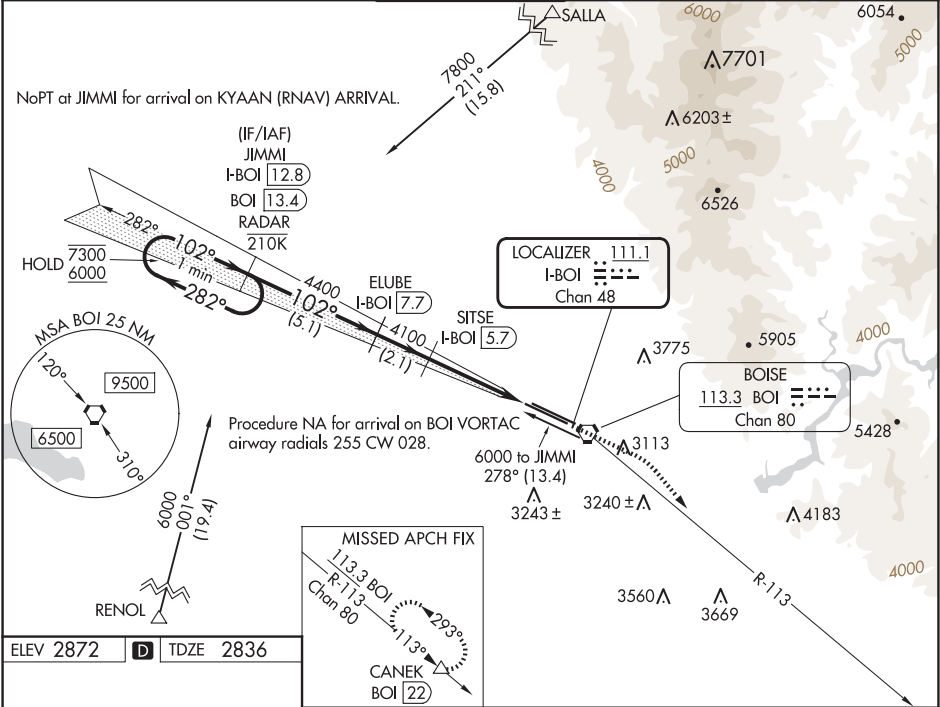 SALLA
6000
6054
5000
7701
7800
211°
(15.8)
NoPT at JIMMI for arrival on KYAAN (RNAV) ARRIVAL.
6203±
5000
4000
6526
(IF/IAF)
JIMMI
I-BOI 12.8
BOI 13.4
RADAR
210K
282°
102°
1 min
282°
HOLD 7300
6000
4400
102°
(5.1)
ELUBE
I-BOI 7.7
4100
(2.1)
SITSE
I-BOI 5.7
LOCALIZER 111.1
I-BOI
Chan 48
3775
5905
4000
BOISE
113.3 BOI
Chan 80
5428
MSA BOI 25 NM
120°
9500
6500
310°
Procedure NA for arrival on BOI VORTAC
airway radials 255 CW 028.
6000 to JIMMI
278° (13.4)
3113
3243±
3240±
4183
4000
6000
001°
(19.4)
RENOL
MISSED APCH FIX
113.3 BOI
R-113
Chan 80
293°
113°
CANEK
BOI 22
3560
3669
R-113
ELEV 2872 D TDZE 2836